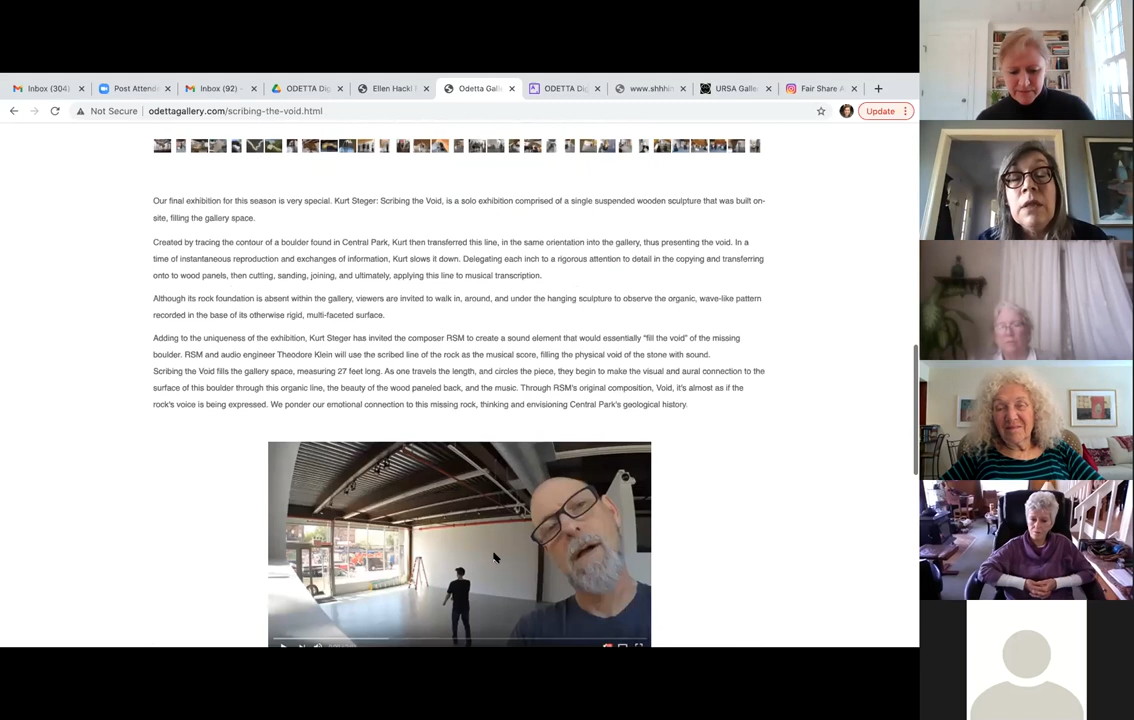 Inbox (304)
Post Attend
Inbox (92) -
ODETTA Dig
Ellen Hackl
Odetta Gall
ODETTA Dig
www.shhhin
URSA Galle
Fair Share A
Not Secure
odettagallery.com/scribing-the-void.html
Update
Our final exhibition for this season is very special. Kurt Steger: Scribing the Void, is a solo exhibition comprised of a single suspended wooden sculpture that was built on-
site, filling the gallery space.
Created by tracing the contour of a boulder found in Central Park, Kurt then transferred this line, in the same orientation into the gallery, thus presenting the void. In a
time of instantaneous reproduction and exchanges of information, Kurt slows it down. Delegating each inch to a rigorous attention to detail in the copying and transferring
onto to wood panels, then cutting, sanding, joining, and ultimately, applying this line to musical transcription.
Although its rock foundation is absent within the gallery, viewers are invited to walk in, around, and under the hanging sculpture to observe the organic, wave-like pattern
recorded in the base of its otherwise rigid, multi-faceted surface.
Adding to the uniqueness of the exhibition, Kurt Steger has invited the composer RSM to create a sound element that would essentially "fill the void" of the missing
boulder. RSM and audio engineer Theodore Klein will use the scribed line of the rock as the musical score, filling the physical void of the stone with sound.
Scribing the Void fills the gallery space, measuring 27 feet long. As one travels the length, and circles the piece, they begin to make the visual and aural connection to the
surface of this boulder through this organic line, the beauty of the wood paneled back, and the music. Through RSM's original composition, Void, it's almost as if the
rock's voice is being expressed. We ponder our emotional connection to this missing rock, thinking and envisioning Central Park's geological history.